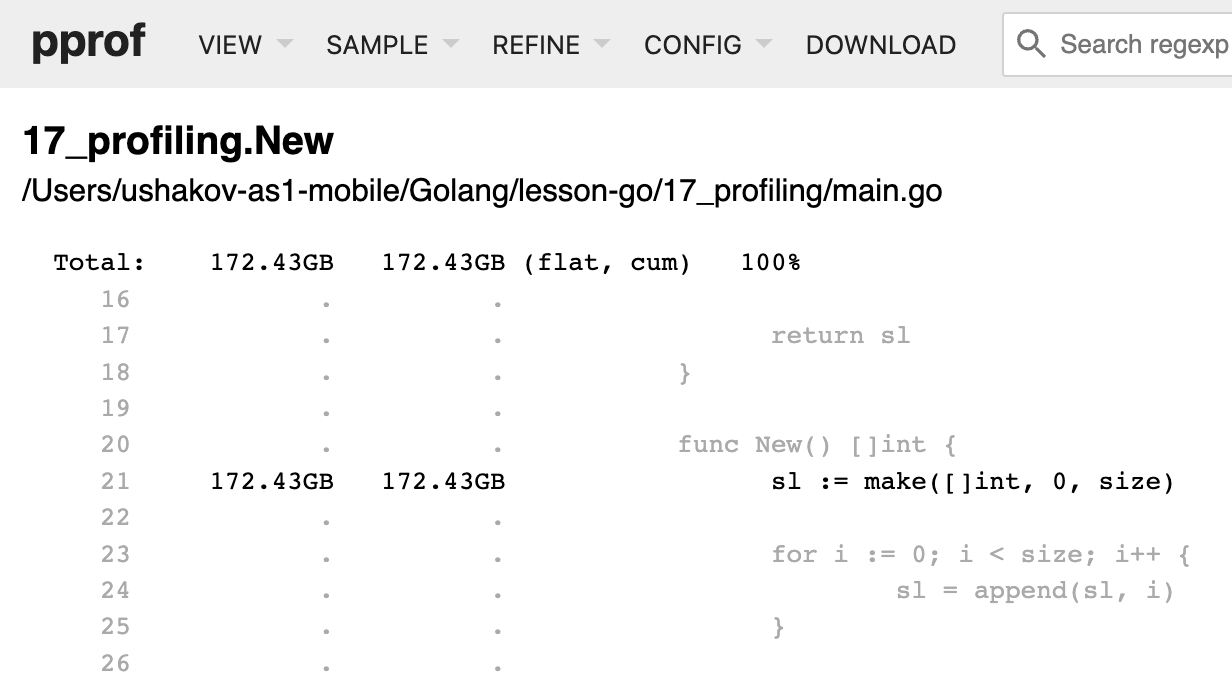 pprof VIEW SAMPLE REFINE CONFIG DOWNLOAD Search regexp
17_profiling.New
/Users/ushakov-as1-mobile/Golang/lesson-go/17_profiling/main.go
Total: 172.43GB 172.43GB (flat, cum) 100%
16 . .
17 . . return sl
18 . . }
19 . .
20 . . func New() []int {
21 172.43GB 172.43GB sl := make([]int, 0, size)
22 . .
23 . . for i := 0; i < size; i++ {
24 . . sl = append(sl, i)
25 . . }
26 . .